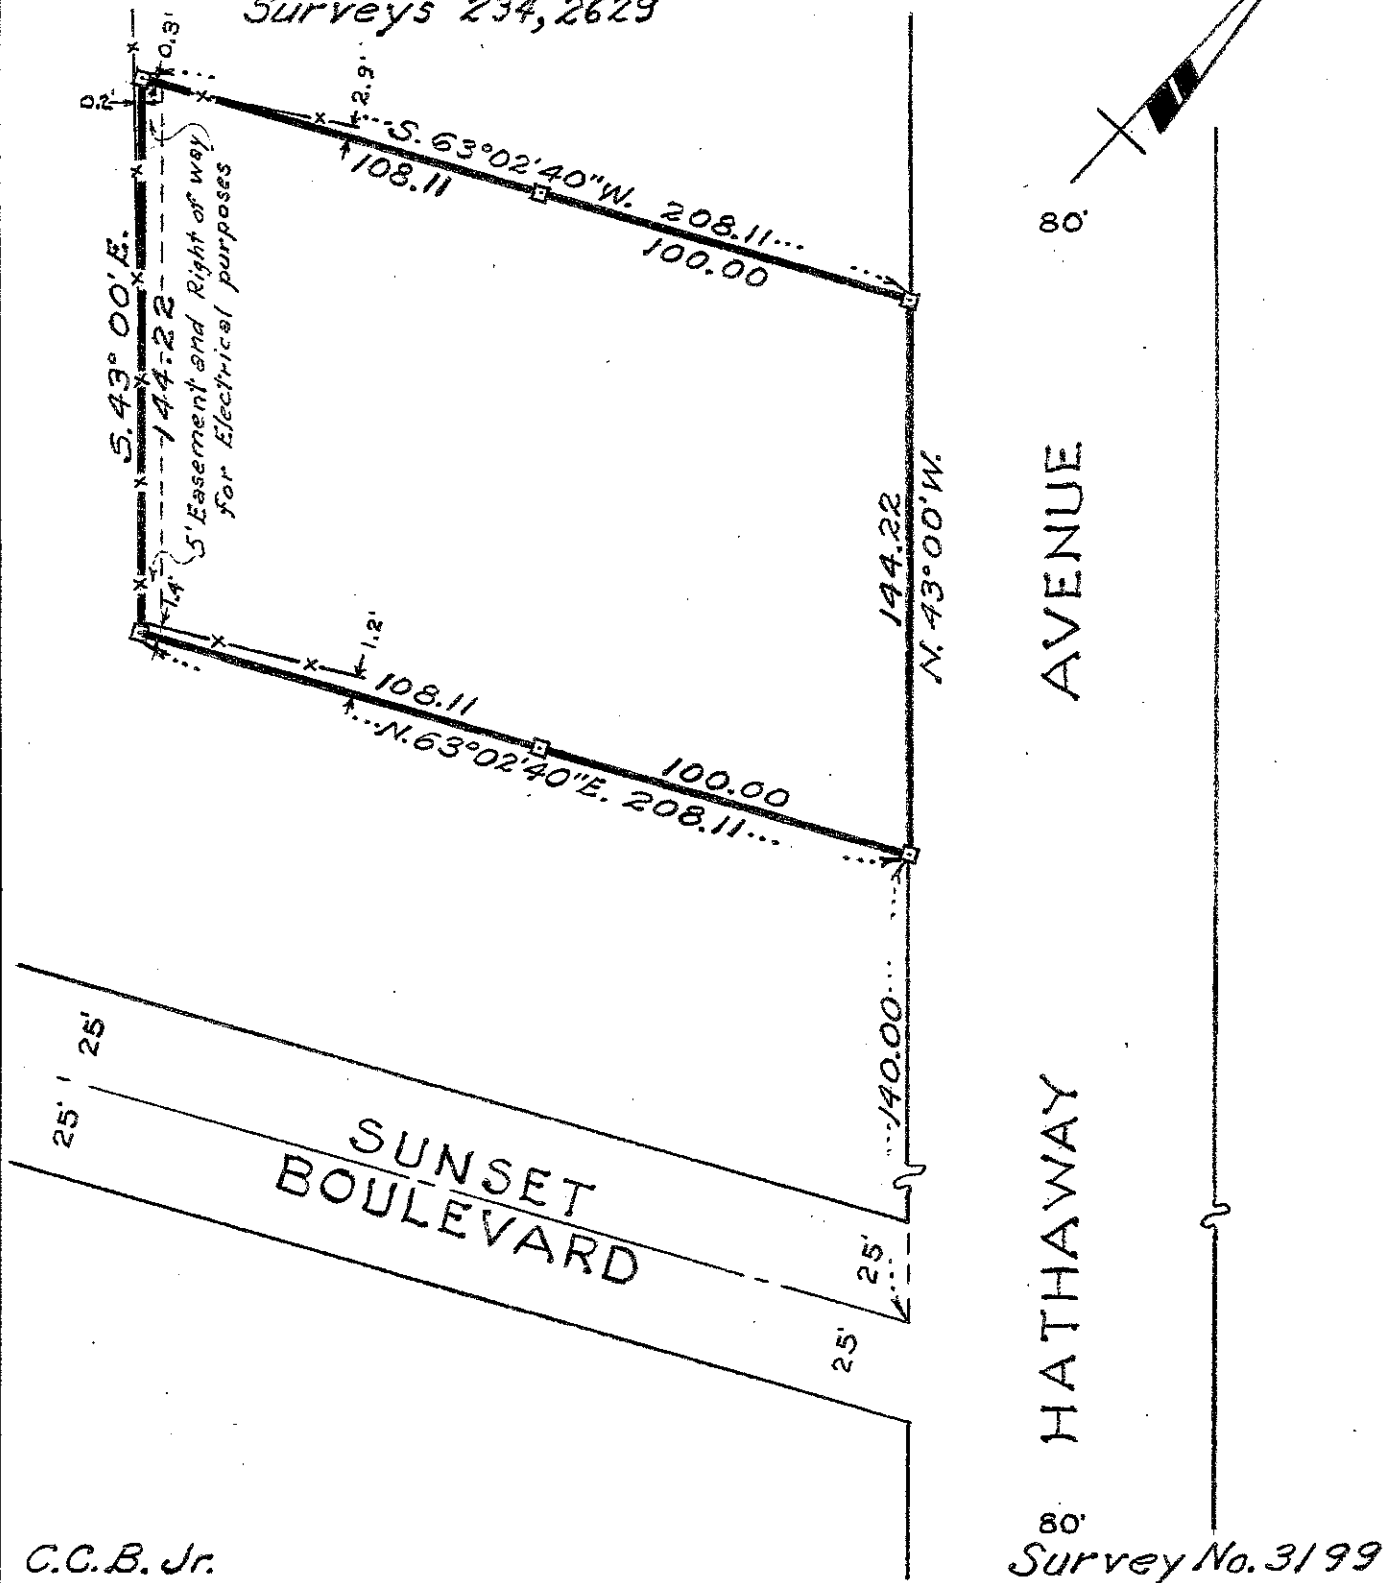 Surveys 234, 2629
0.3'
0.2'
2.9'
S. 63°02'40"W. 208.11
108.11
100.00
80'
S. 43° 00' E.
144.22
5' Easement and Right of way
for Electrical purposes
1.4'
1.2'
144.22
N. 43°00'W.
108.11
100.00
N. 63°02'40"E. 208.11
140.00
25'
25'
SUNSET
BOULEVARD
25'
25'
HATHAWAY AVENUE
80'
C.C.B. Jr.
Survey No. 3199